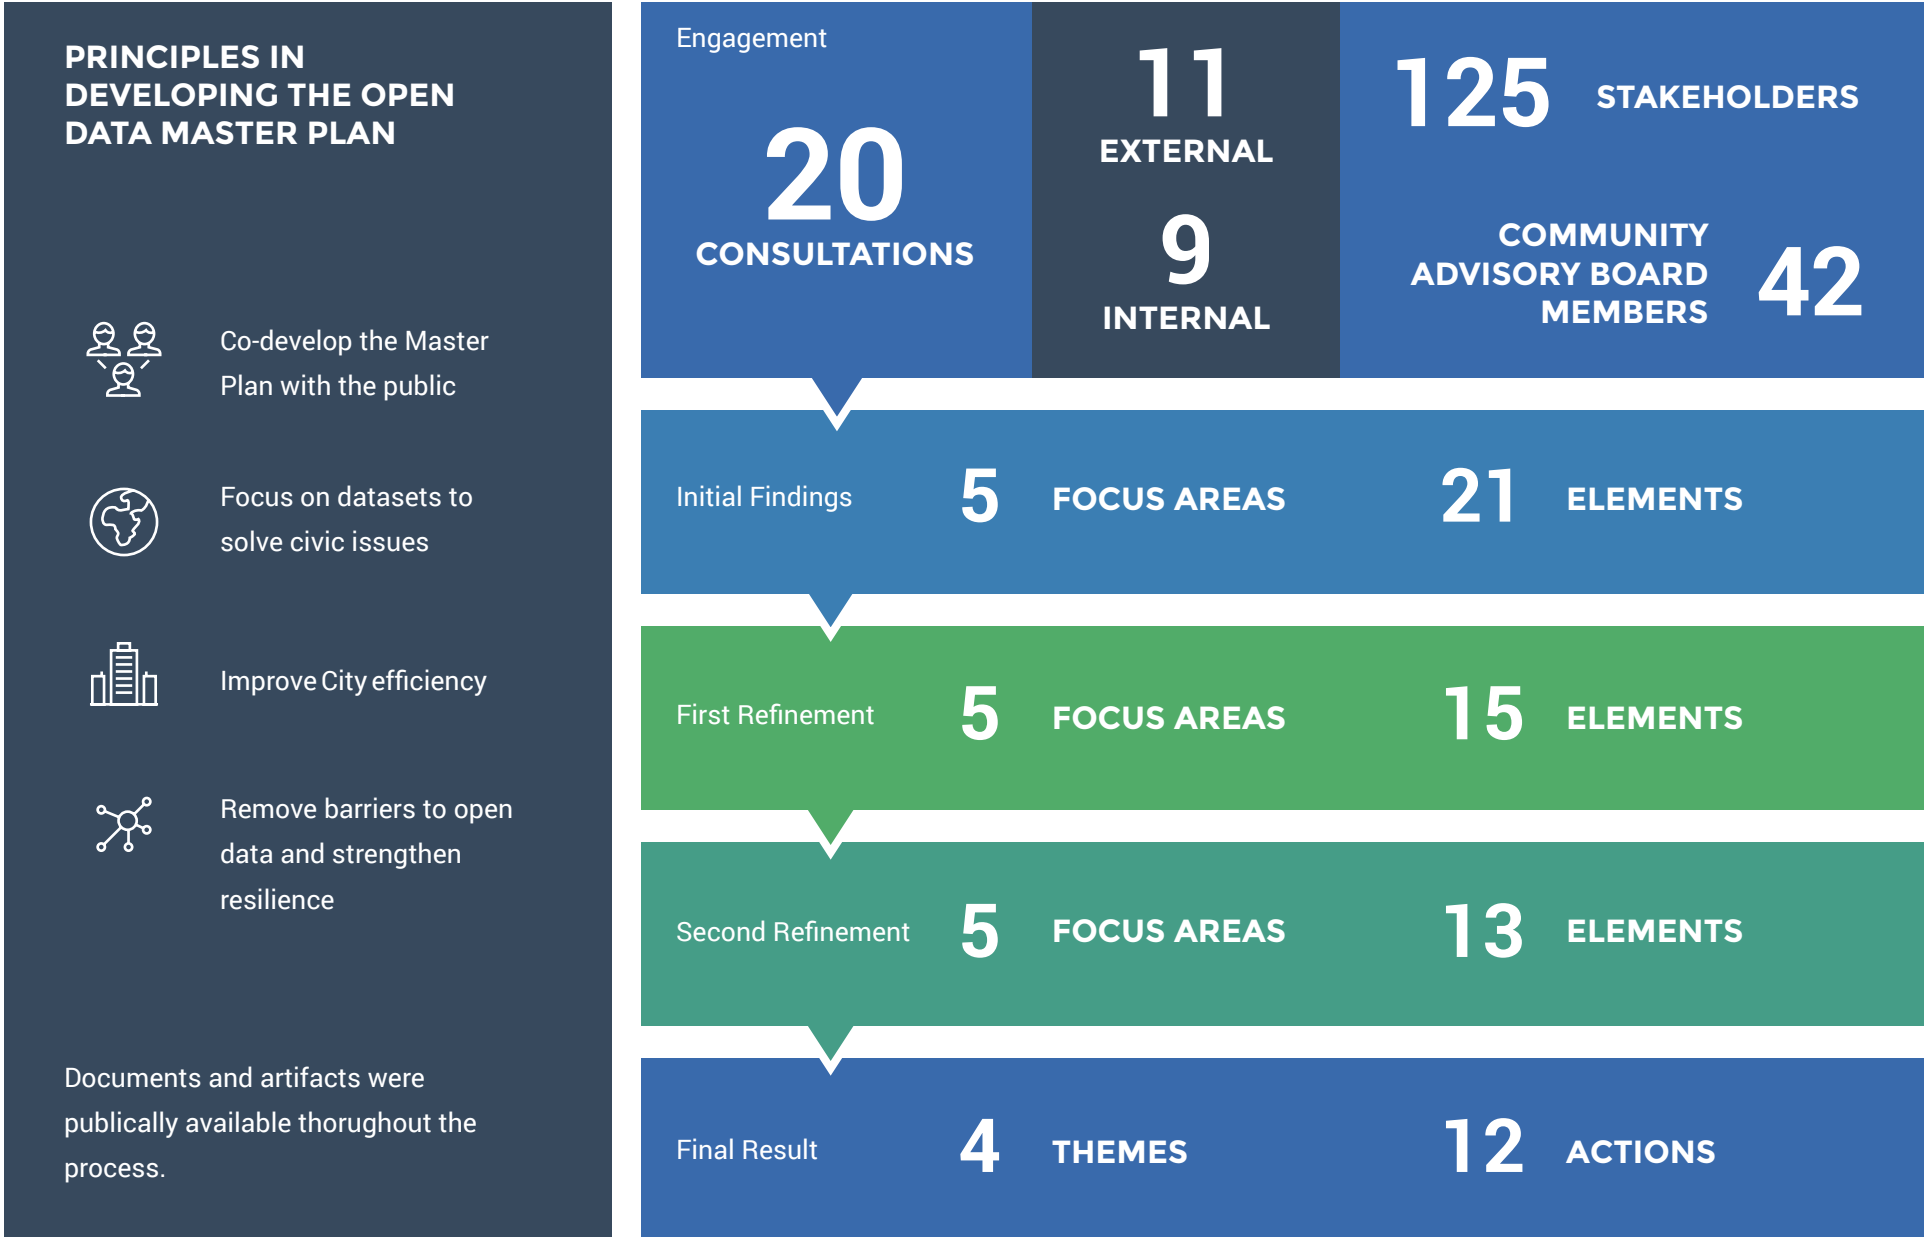 PRINCIPLES IN
DEVELOPING THE OPEN
DATA MASTER PLAN
Co-develop the Master
Plan with the public
Focus on datasets to
solve civic issues
Improve City efficiency
Remove barriers to open
data and strengthen
resilience
Documents and artifacts were
publically available thorughout the
process.
Engagement
20
CONSULTATIONS
11
EXTERNAL
9
INTERNAL
125 STAKEHOLDERS
COMMUNITY
ADVISORY BOARD
MEMBERS
42
Initial Findings 5 FOCUS AREAS 21 ELEMENTS
First Refinement 5 FOCUS AREAS 15 ELEMENTS
Second Refinement 5 FOCUS AREAS 13 ELEMENTS
Final Result 4 THEMES 12 ACTIONS